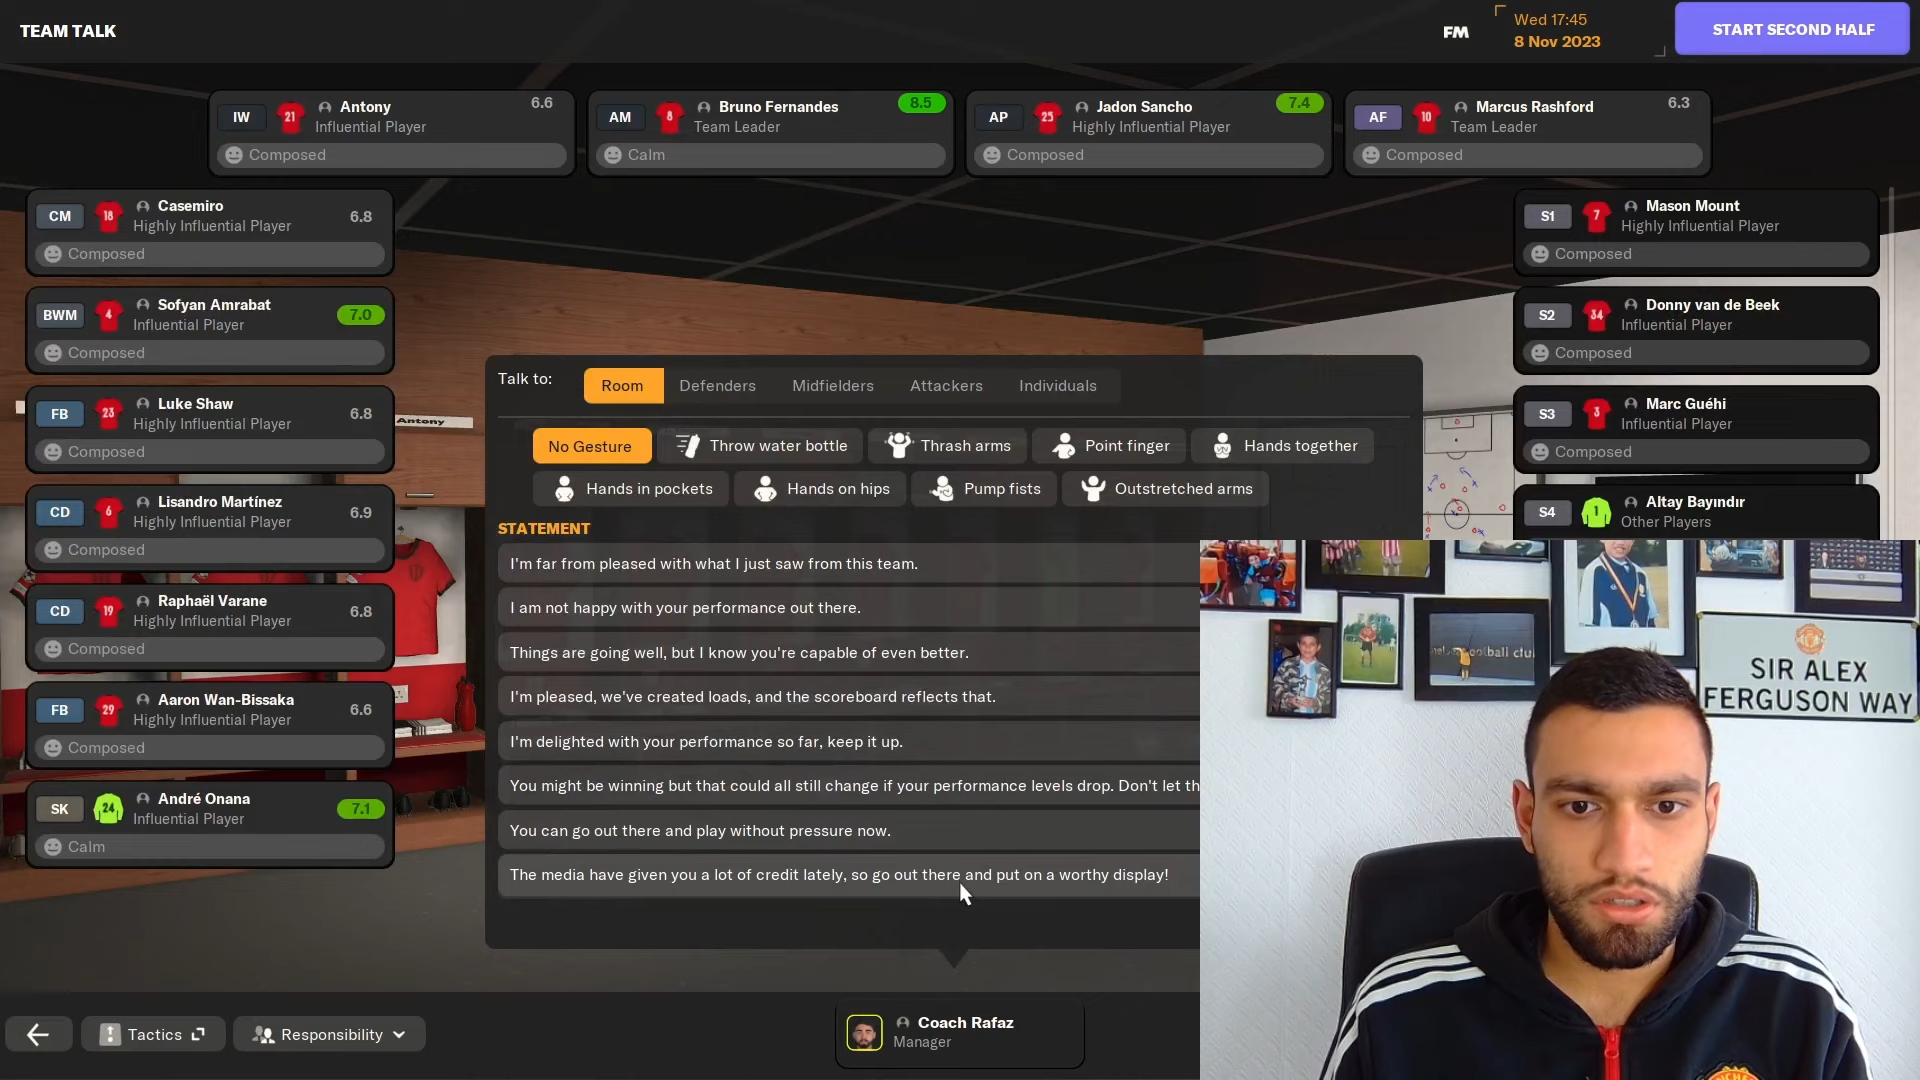 TEAM TALK
FM
Wed 17:45
8 Nov 2023
START SECOND HALF
IW 21 Antony 6.6
Influential Player
Composed
AM 8 Bruno Fernandes 8.5
Team Leader
Calm
AP 25 Jadon Sancho 7.4
Highly Influential Player
Composed
AF 10 Marcus Rashford 6.3
Team Leader
Composed
CM 18 Casemiro 6.8
Highly Influential Player
Composed
BWM 4 Sofyan Amrabat 7.0
Influential Player
Composed
FB 23 Luke Shaw 6.8
Highly Influential Player
Composed
CD 6 Lisandro Martínez 6.9
Highly Influential Player
Composed
CD 19 Raphaël Varane 6.8
Highly Influential Player
Composed
FB 29 Aaron Wan-Bissaka 6.6
Highly Influential Player
Composed
SK 24 André Onana 7.1
Influential Player
Calm
Antony
Talk to: Room Defenders Midfielders Attackers Individuals
No Gesture Throw water bottle Thrash arms Point finger Hands together
Hands in pockets Hands on hips Pump fists Outstretched arms
STATEMENT
I'm far from pleased with what I just saw from this team.
I am not happy with your performance out there.
Things are going well, but I know you're capable of even better.
I'm pleased, we've created loads, and the scoreboard reflects that.
I'm delighted with your performance so far, keep it up.
You might be winning but that could all still change if your performance levels drop. Don't let th
You can go out there and play without pressure now.
The media have given you a lot of credit lately, so go out there and put on a worthy display!
S1 7 Mason Mount
Highly Influential Player
Composed
S2 34 Donny van de Beek
Influential Player
Composed
S3 3 Marc Guéhi
Influential Player
Composed
S4 1 Altay Bayındır
Other Players
SIR ALEX
FERGUSON WAY
Tactics
Responsibility
Coach Rafaz
Manager